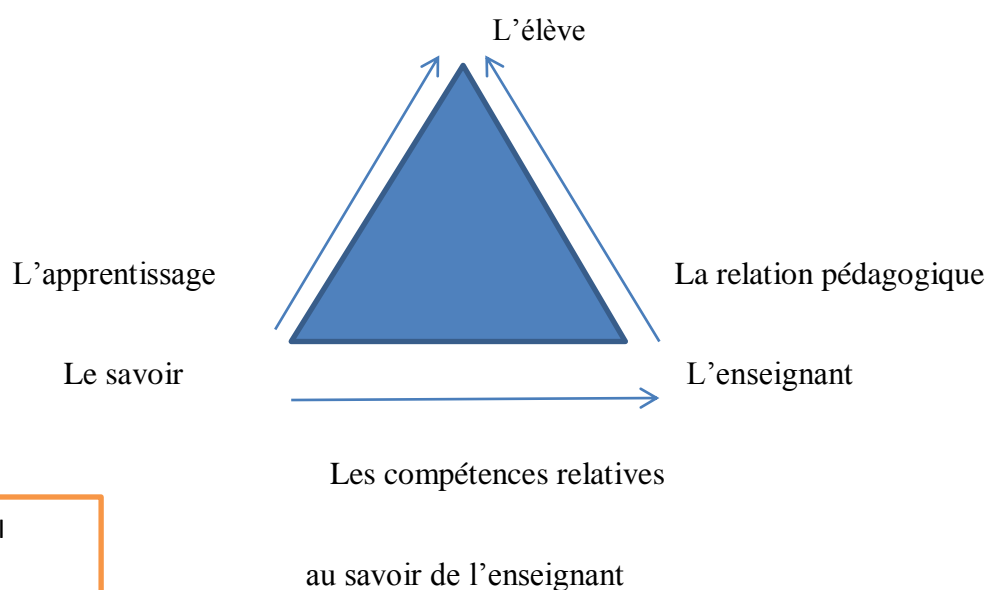 L’élève
L’apprentissage
La relation pédagogique
Le savoir
L’enseignant
Les compétences relatives
au savoir de l’enseignant